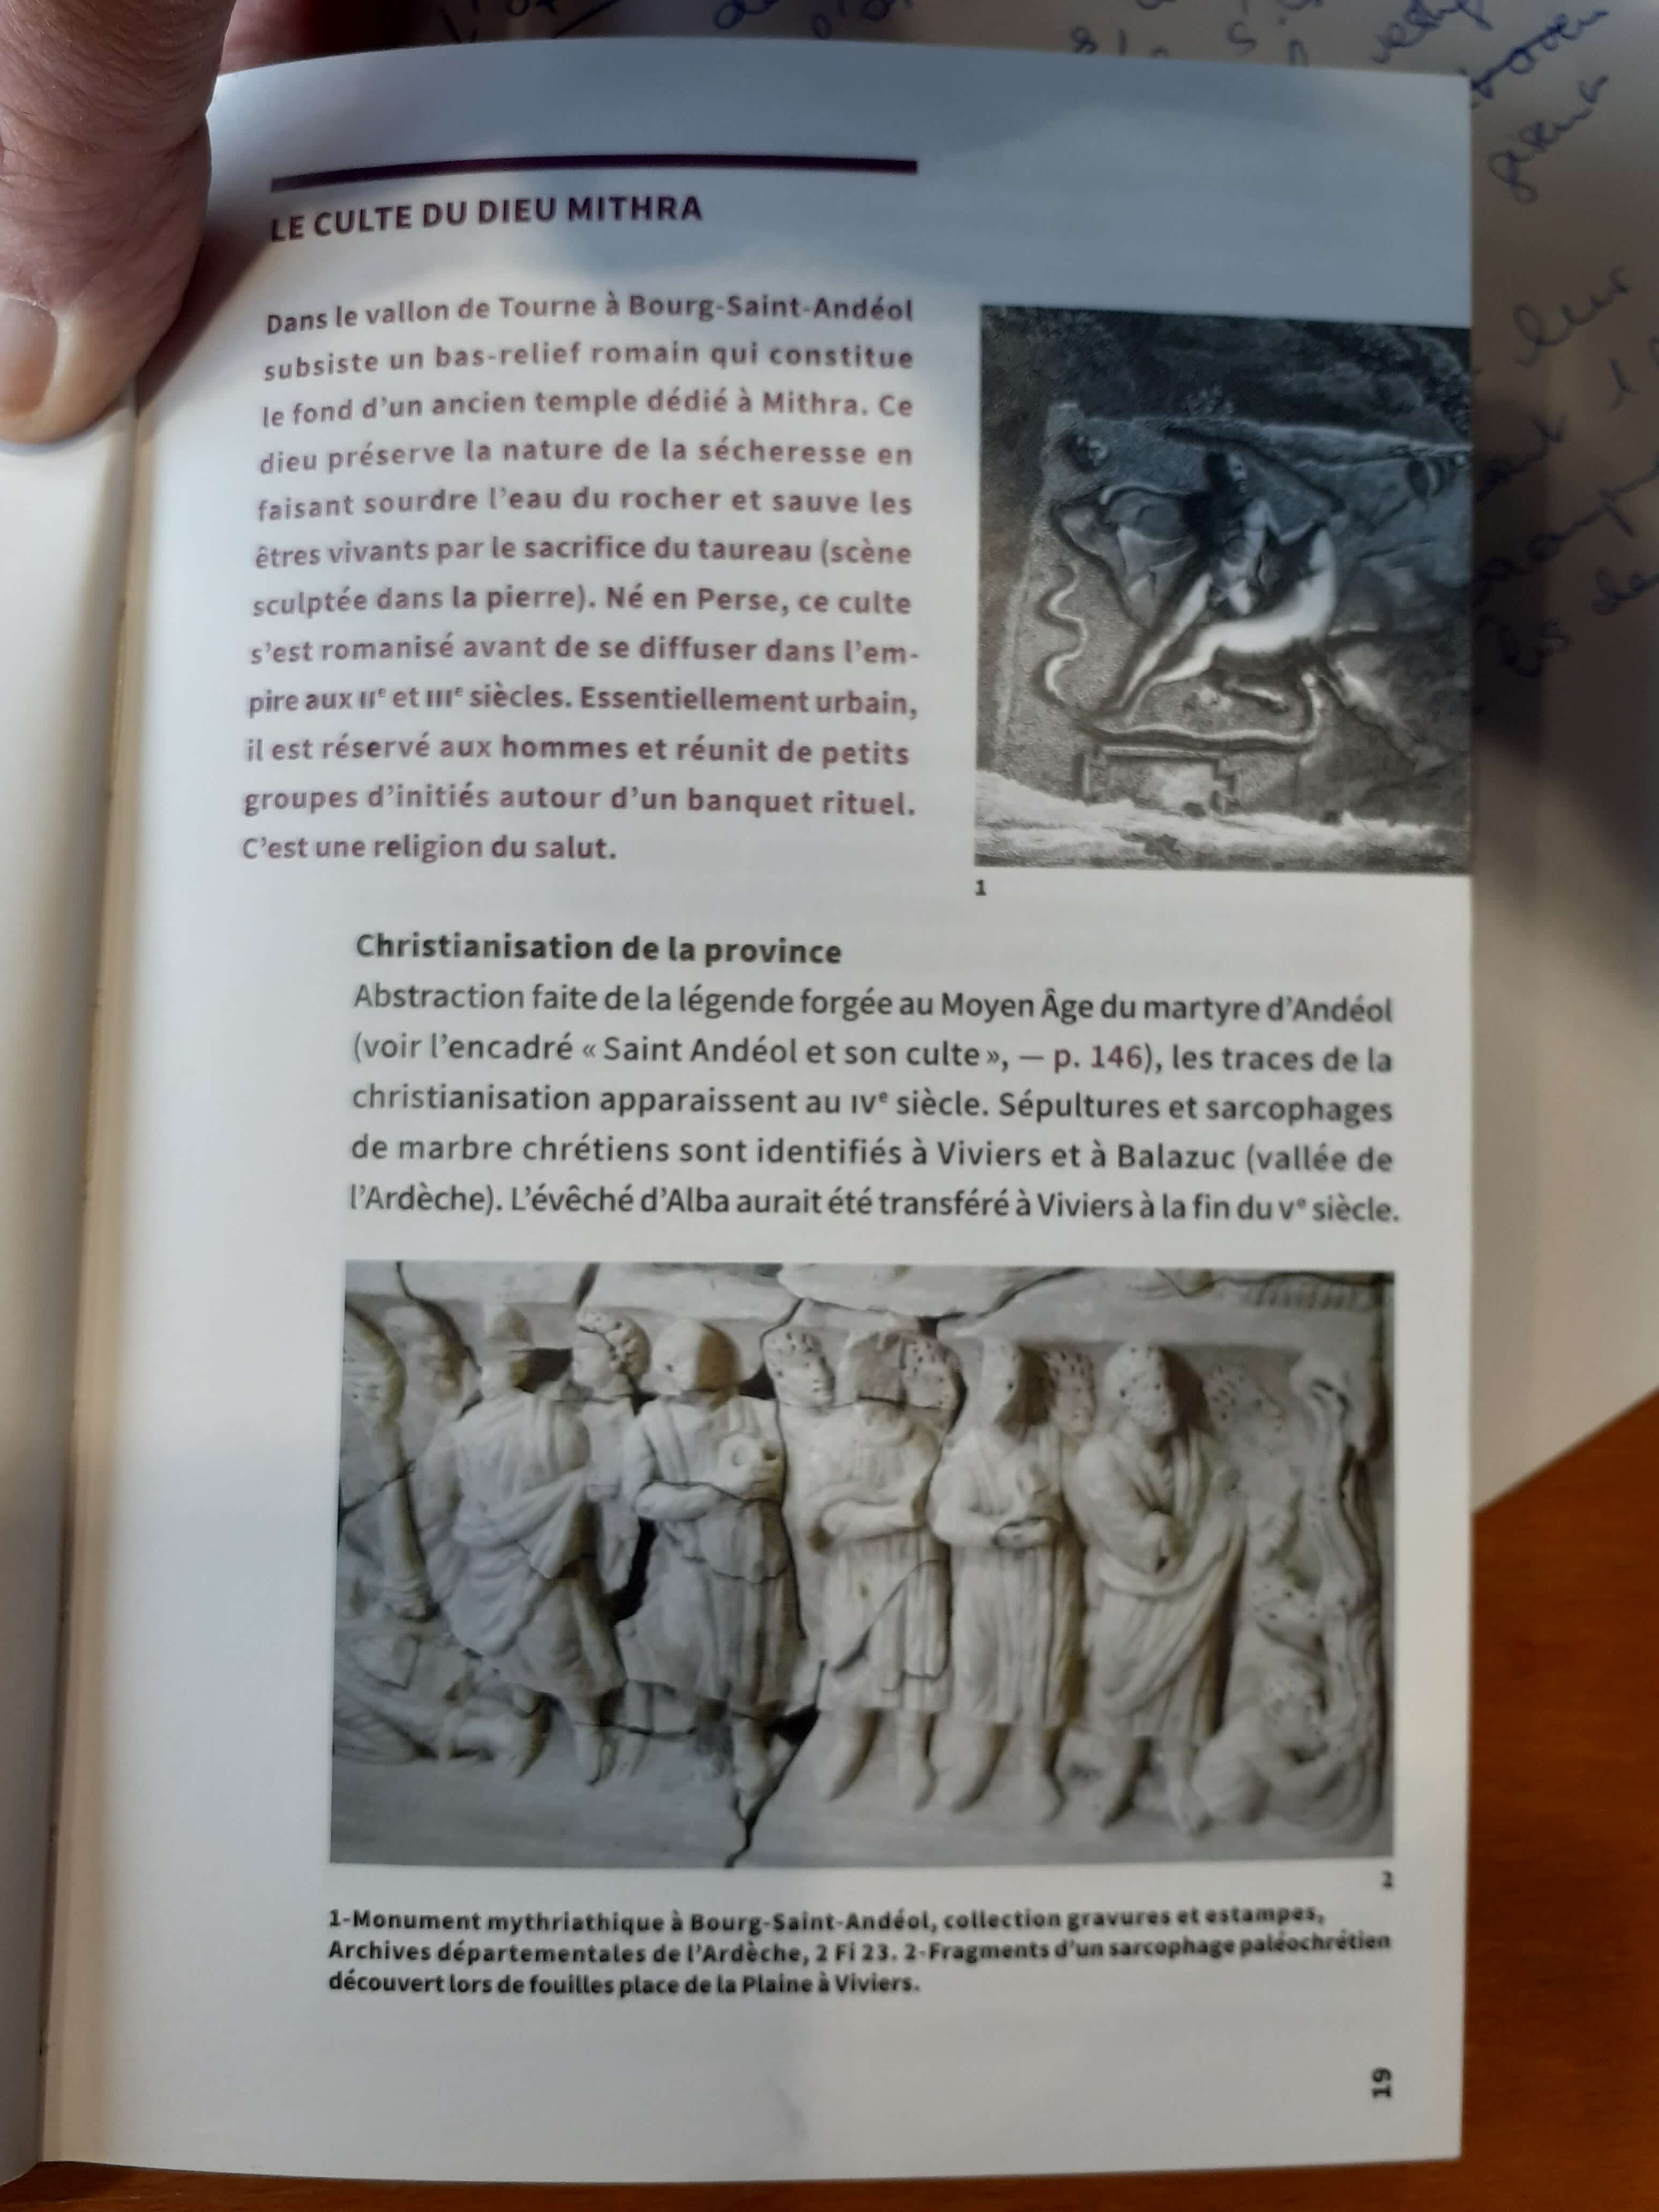 LE CULTE DU DIEU MITHRA
Dans le vallon de Tourne à Bourg-Saint-Andéol
subsiste un bas-relief romain qui constitue
le fond d'un ancien temple dédié à Mithra. Ce
dieu préserve la nature de la sécheresse en
faisant sourdre l'eau du rocher et sauve les
êtres vivants par le sacrifice du taureau (scène
sculptée dans la pierre). Né en Perse, ce culte
s'est romanisé avant de se diffuser dans l'em-
pire aux IIe et IIIe siècles. Essentiellement urbain,
il est réservé aux hommes et réunit de petits
groupes d'initiés autour d'un banquet rituel.
C'est une religion du salut.
1
Christianisation de la province
Abstraction faite de la légende forgée au Moyen Âge du martyre d'Andéol
(voir l'encadré « Saint Andéol et son culte », — p. 146), les traces de la
christianisation apparaissent au IVe siècle. Sépultures et sarcophages
de marbre chrétiens sont identifiés à Viviers et à Balazuc (vallée de
l'Ardèche). L'évêché d'Alba aurait été transféré à Viviers à la fin du Ve siècle.
2
1-Monument mythriathique à Bourg-Saint-Andéol, collection gravures et estampes,
Archives départementales de l'Ardèche, 2 Fi 23. 2-Fragments d'un sarcophage paléochrétien
découvert lors de fouilles place de la Plaine à Viviers.
19
leur
de